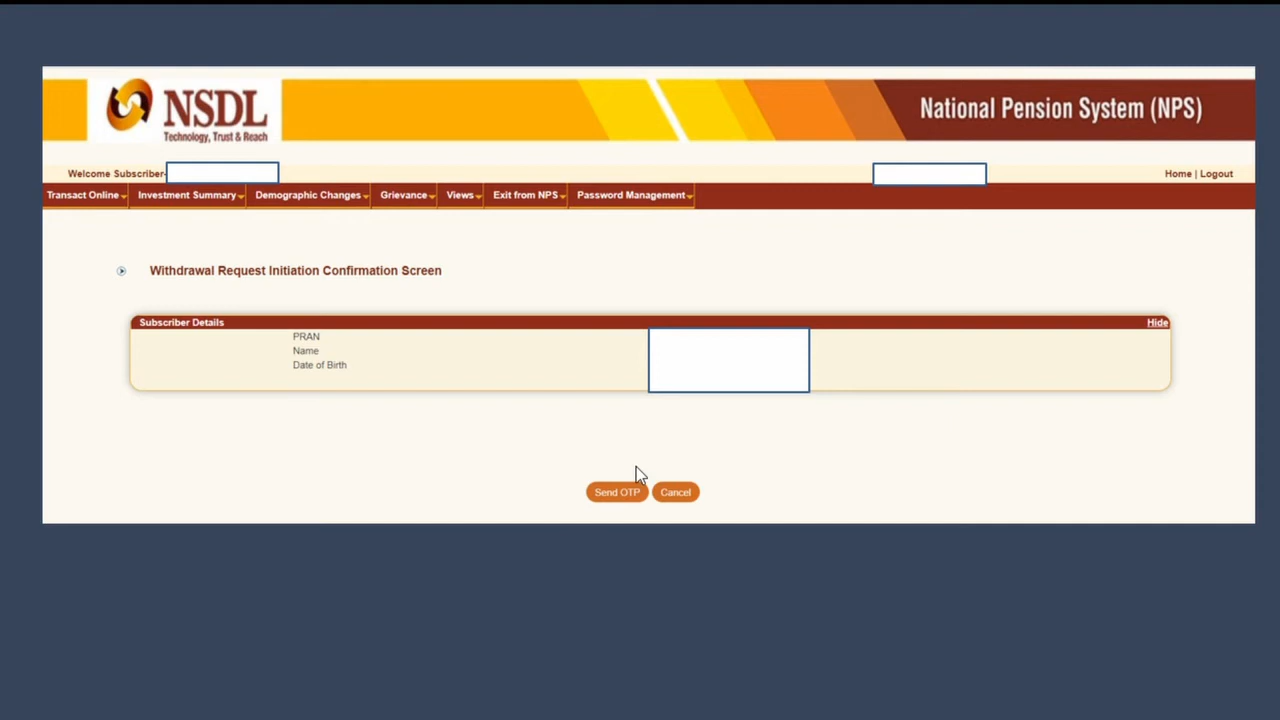 NSDL
Technology, Trust & Reach
National Pension System (NPS)
Welcome Subscriber-
Home | Logout
Transact Online Investment Summary Demographic Changes Grievance Views Exit from NPS Password Management
Withdrawal Request Initiation Confirmation Screen
Subscriber Details Hide
PRAN
Name
Date of Birth
Send OTP Cancel